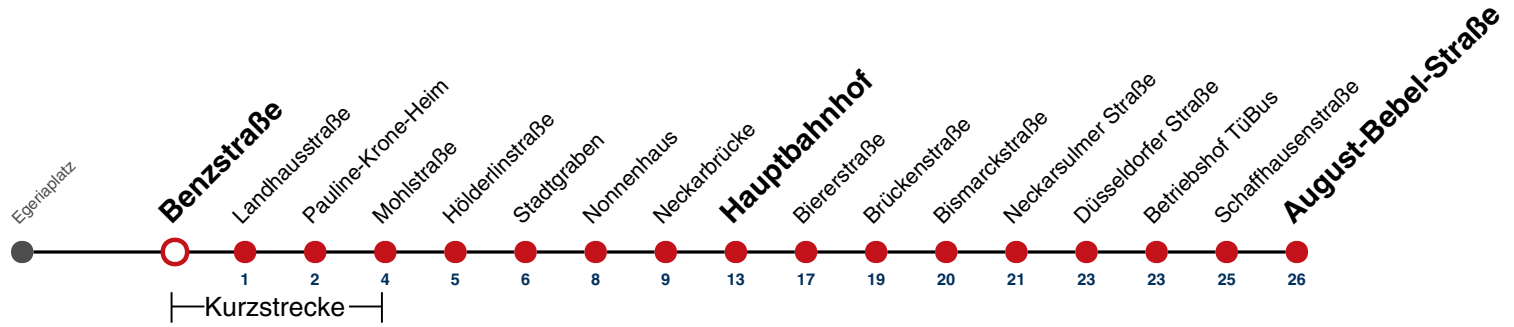 Egeriaplatz
Benzstraße
Landhausstraße
Pauline-Krone-Heim
Mohlstraße
Hölderlinstraße
Stadtgraben
Nonnenhaus
Neckarbrücke
Hauptbahnhof
Biererstraße
Brückenstraße
Bismarckstraße
Neckarsulmer Straße
Düsseldorfer Straße
Betriebshof TüBus
Schaffhausenstraße
August-Bebel-Straße
1 2 4 5 6 8 9 13 17 19 20 21 23 23 25 26
Kurzstrecke